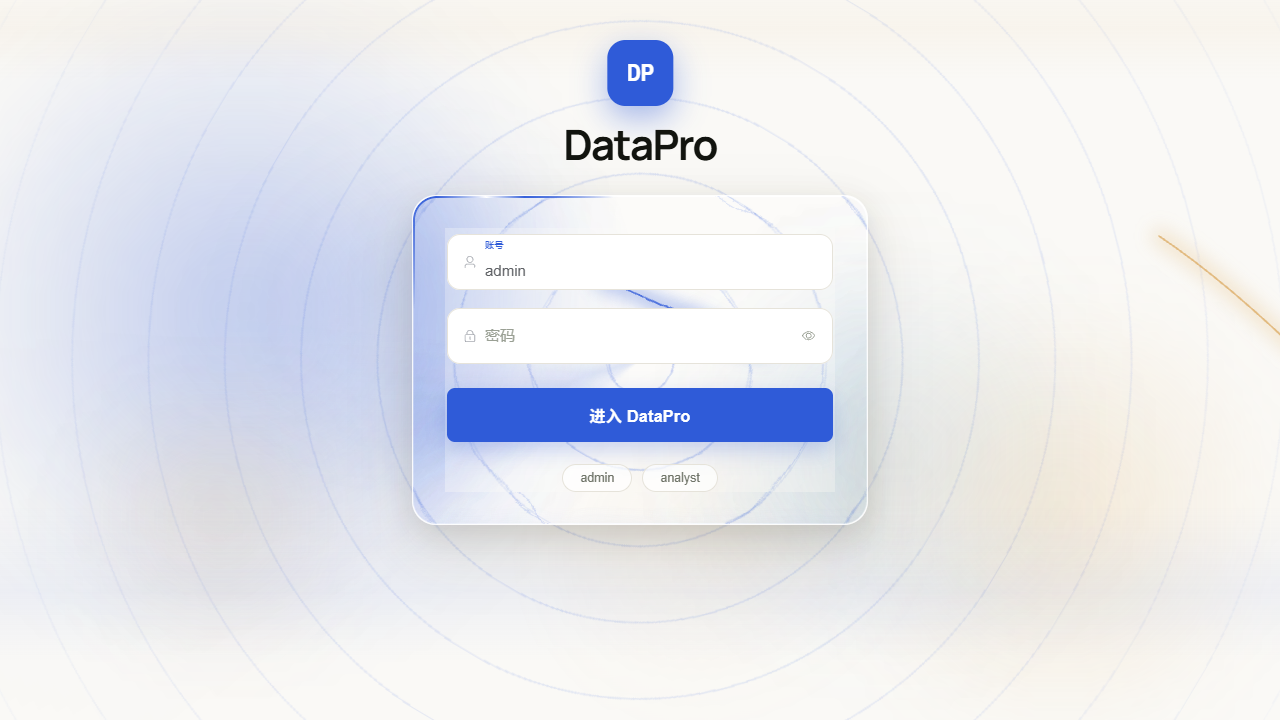 DP
DataPro
账号
admin
密码
进入 DataPro
admin
analyst